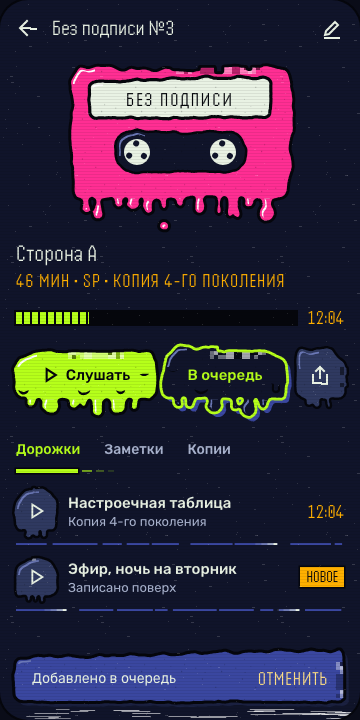 Без подписи №3
БЕЗ ПОДПИСИ
Сторона А
46 МИН · SP · КОПИЯ 4-ГО ПОКОЛЕНИЯ
12:04
Слушать
В очередь
Дорожки Заметки Копии
Настроечная таблица
Копия 4-го поколения
12:04
Эфир, ночь на вторник
Записано поверх
НОВОЕ
Добавлено в очередь
ОТМЕНИТЬ